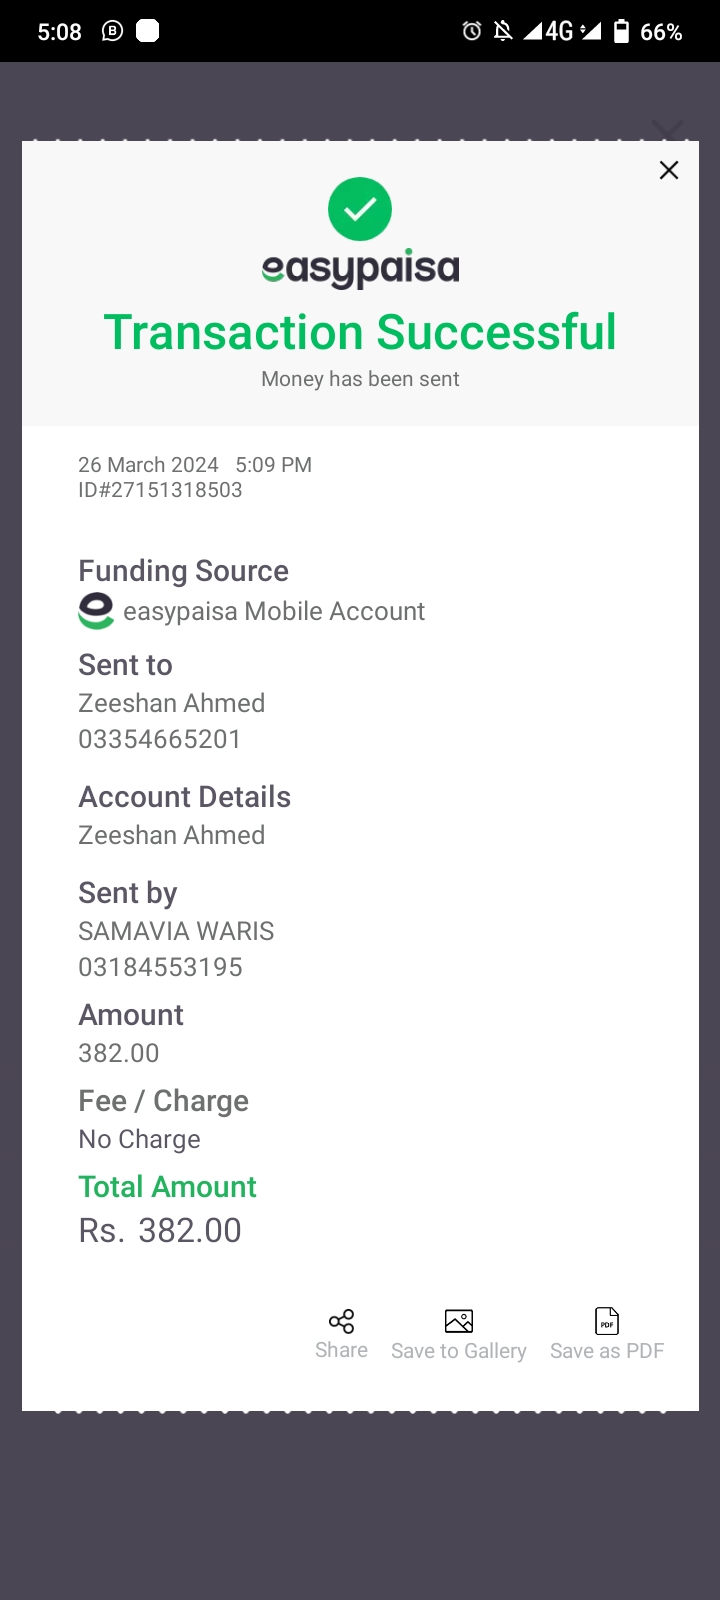 5:08 4G 66%
easypaisa
Transaction Successful
Money has been sent
26 March 2024 5:09 PM
ID#27151318503
Funding Source
easypaisa Mobile Account
Sent to
Zeeshan Ahmed
03354665201
Account Details
Zeeshan Ahmed
Sent by
SAMAVIA WARIS
03184553195
Amount
382.00
Fee / Charge
No Charge
Total Amount
Rs. 382.00
PDF
Share Save to Gallery Save as PDF